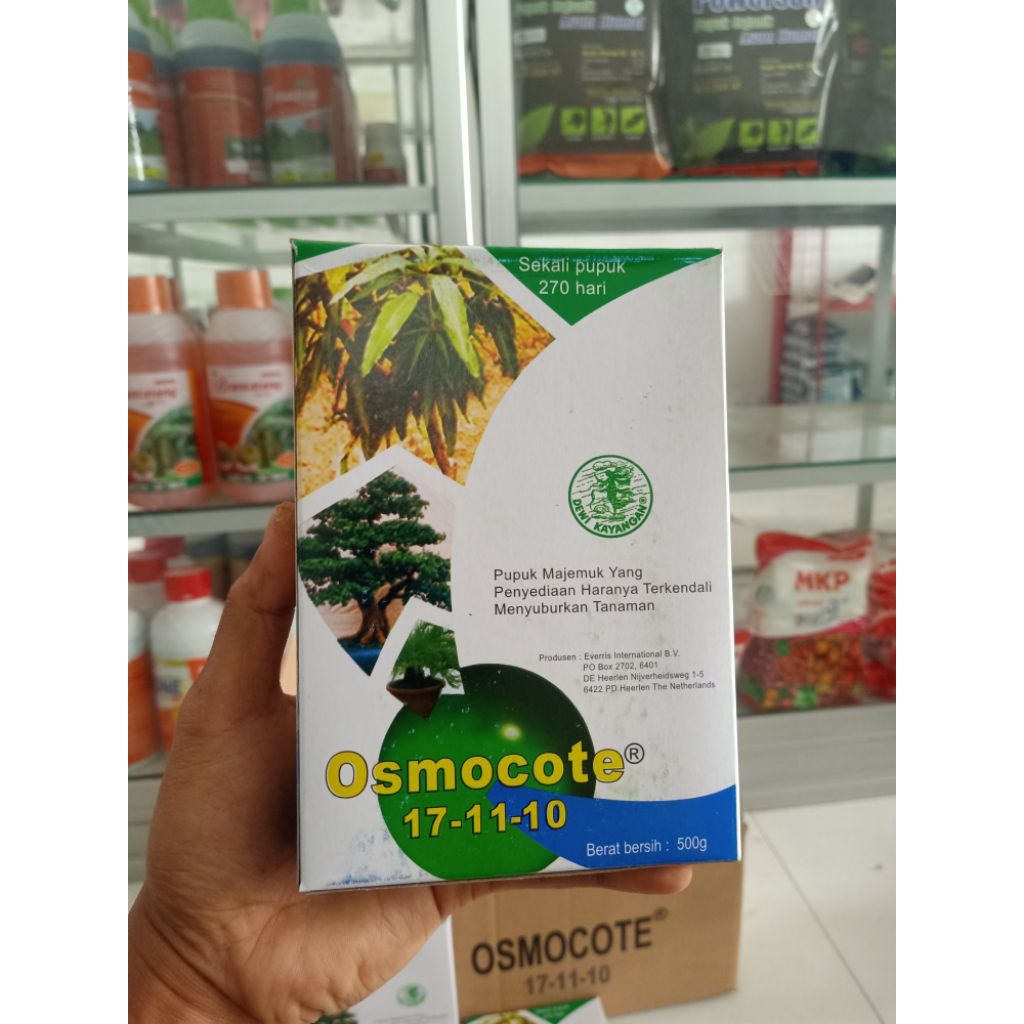 Sekali pupuk
270 hari
DEWI KAYANGAN
Pupuk Majemuk Yang
Penyediaan Haranya Terkendali
Menyuburkan Tanaman
Produsen : Everris International B.V.
PO Box 2702, 6401
DE Heerlen Nijverheidsweg 1-5
6422 PD Heerlen The Netherlands
Osmocote®
17-11-10
Berat bersih : 500g
MKP
OSMOCOTE®
17-11-10